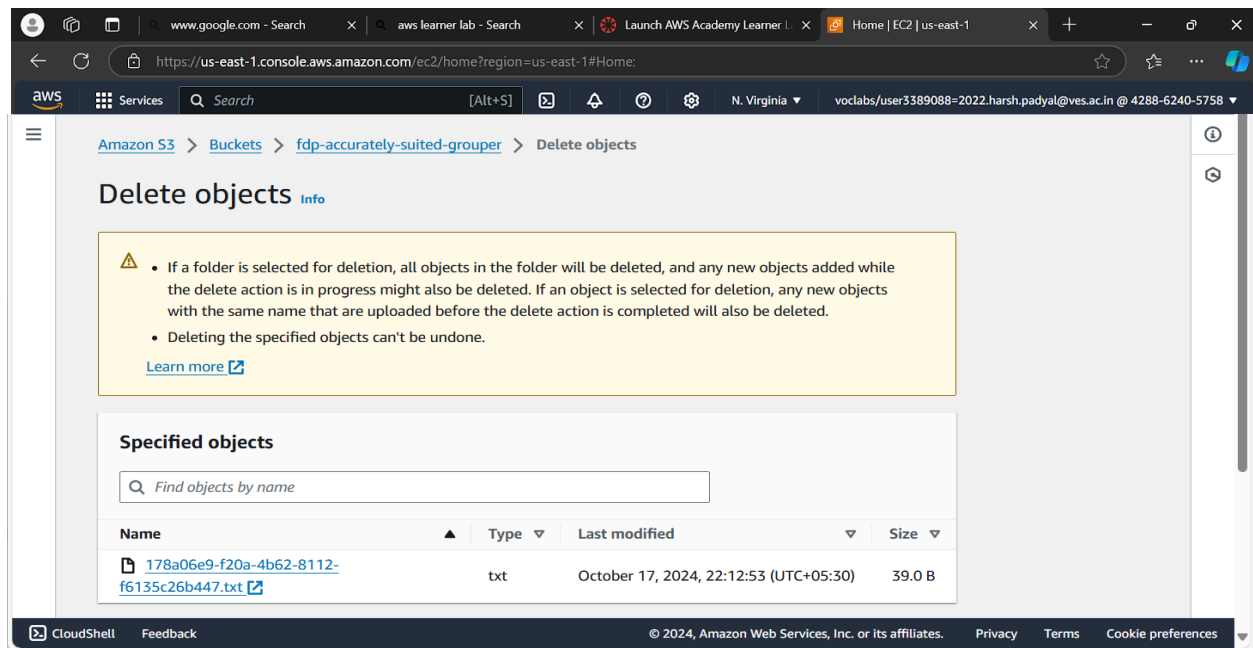 www.google.com - Search
aws learner lab - Search
Launch AWS Academy Learner L
Home | EC2 | us-east-1
https://us-east-1.console.aws.amazon.com/ec2/home?region=us-east-1#Home:
aws
Services
Search
[Alt+S]
N. Virginia ▼
voclabs/user3389088=2022.harsh.padyal@ves.ac.in @ 4288-6240-5758 ▼
Amazon S3 > Buckets > fdp-accurately-suited-grouper > Delete objects
Delete objects Info
• If a folder is selected for deletion, all objects in the folder will be deleted, and any new objects added while
the delete action is in progress might also be deleted. If an object is selected for deletion, any new objects
with the same name that are uploaded before the delete action is completed will also be deleted.
• Deleting the specified objects can't be undone.
Learn more
Specified objects
Find objects by name
Name Type Last modified Size
178a06e9-f20a-4b62-8112-
f6135c26b447.txt
txt October 17, 2024, 22:12:53 (UTC+05:30) 39.0 B
CloudShell Feedback © 2024, Amazon Web Services, Inc. or its affiliates. Privacy Terms Cookie preferences